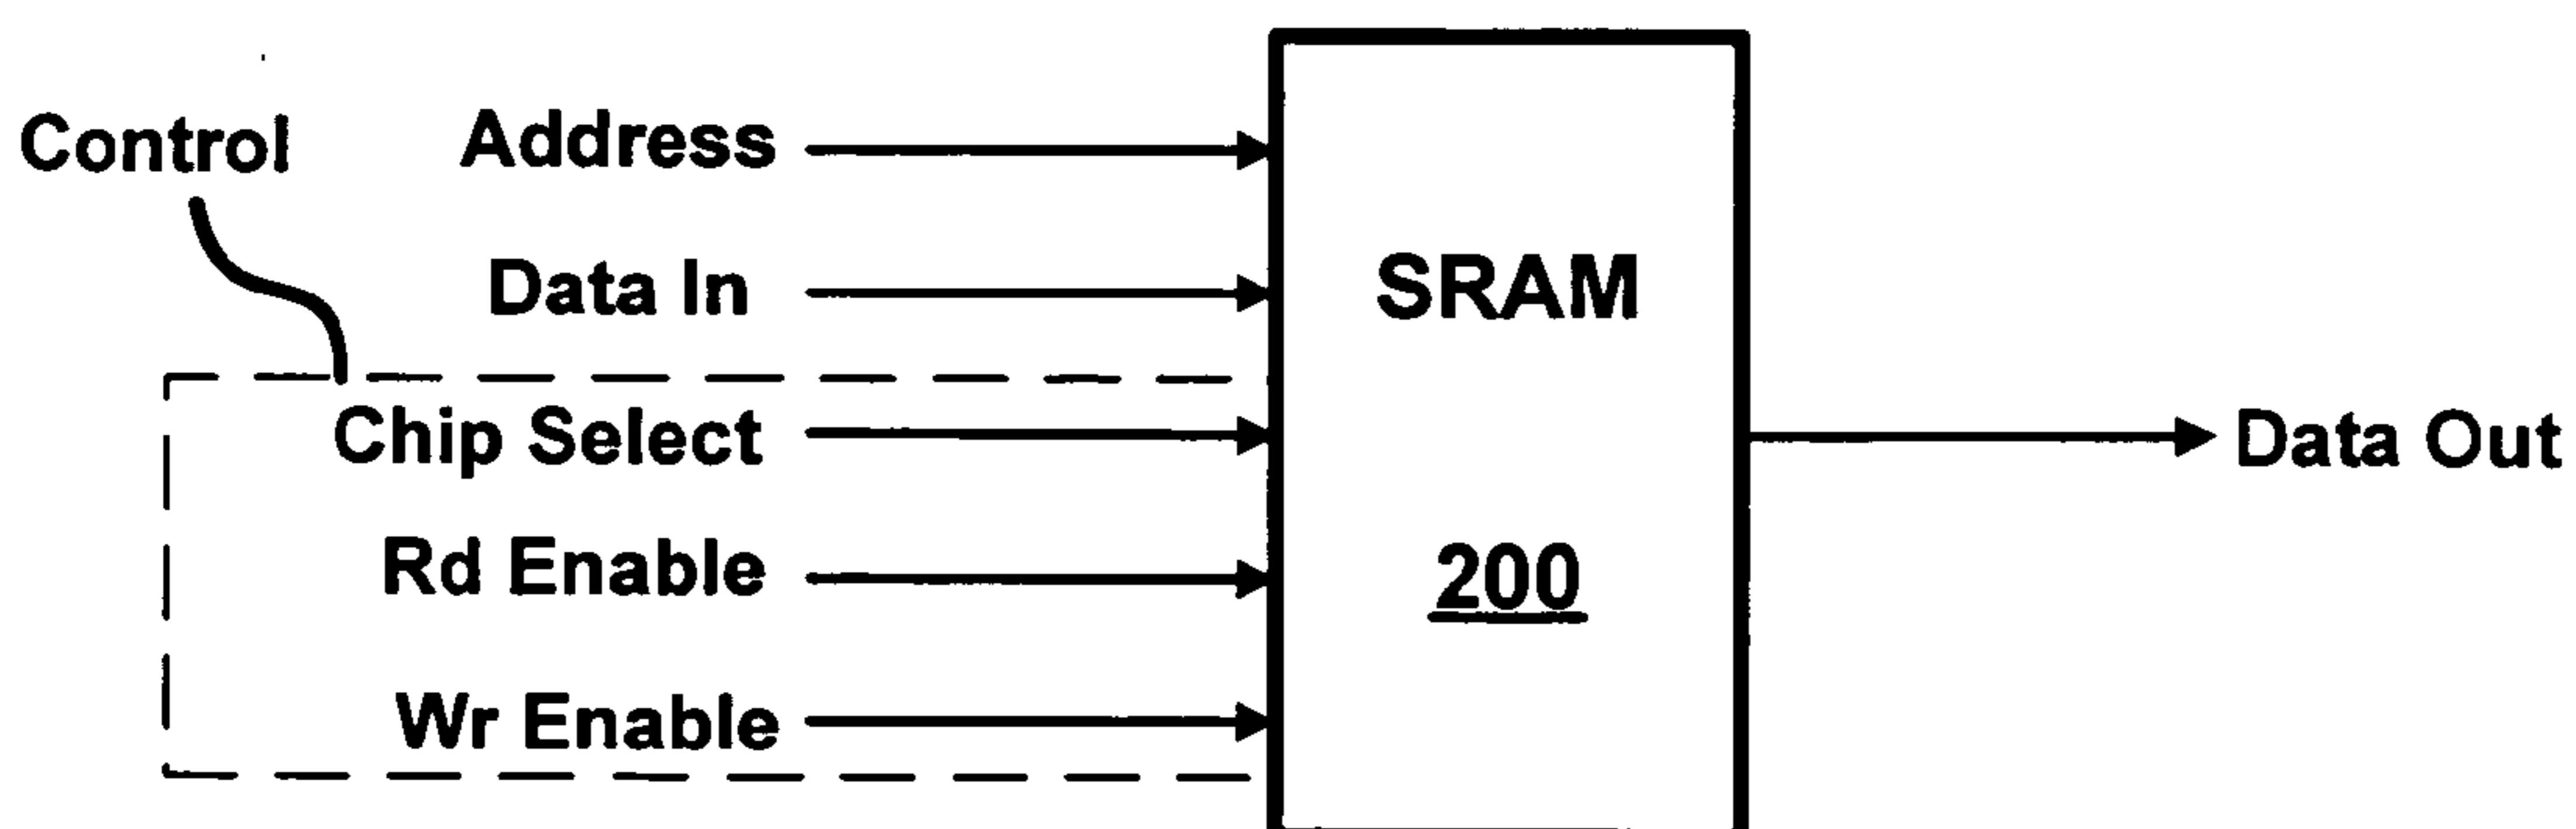 Control
Address
Data In
Chip Select
Rd Enable
Wr Enable
SRAM
200
Data Out